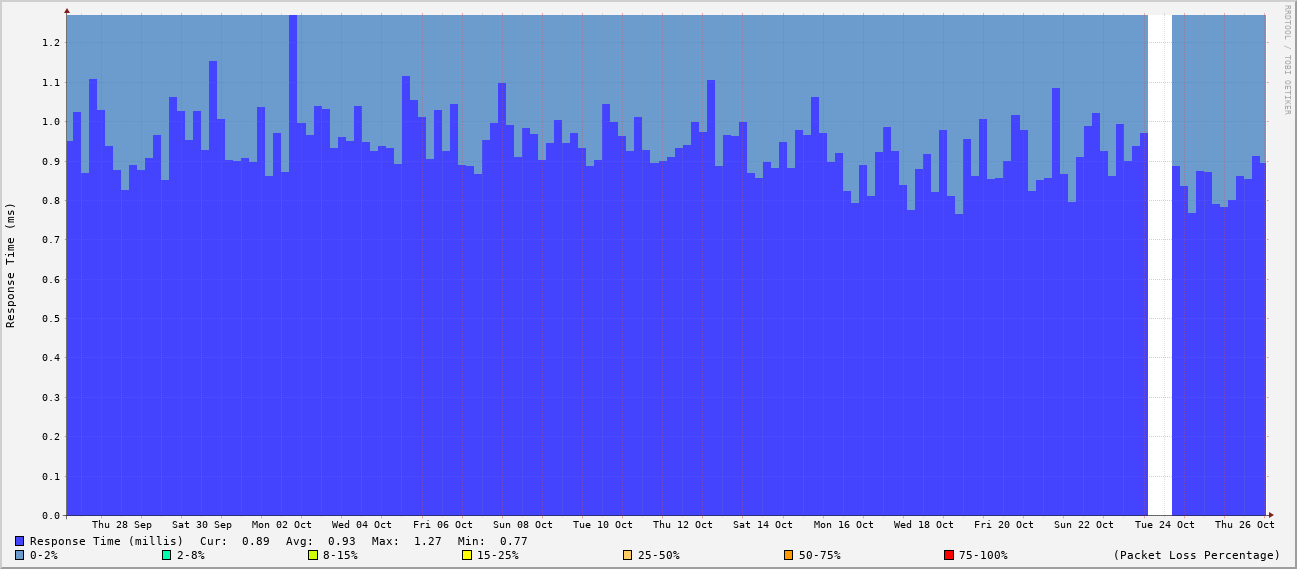 RRDTOOL / TOBI OETIKER
Response Time (ms)
1.2
1.1
1.0
0.9
0.8
0.7
0.6
0.5
0.4
0.3
0.2
0.1
0.0
Thu 28 Sep Sat 30 Sep Mon 02 Oct Wed 04 Oct Fri 06 Oct Sun 08 Oct Tue 10 Oct Thu 12 Oct Sat 14 Oct Mon 16 Oct Wed 18 Oct Fri 20 Oct Sun 22 Oct Tue 24 Oct Thu 26 Oct
Response Time (millis) Cur: 0.89 Avg: 0.93 Max: 1.27 Min: 0.77
0-2% 2-8% 8-15% 15-25% 25-50% 50-75% 75-100% (Packet Loss Percentage)